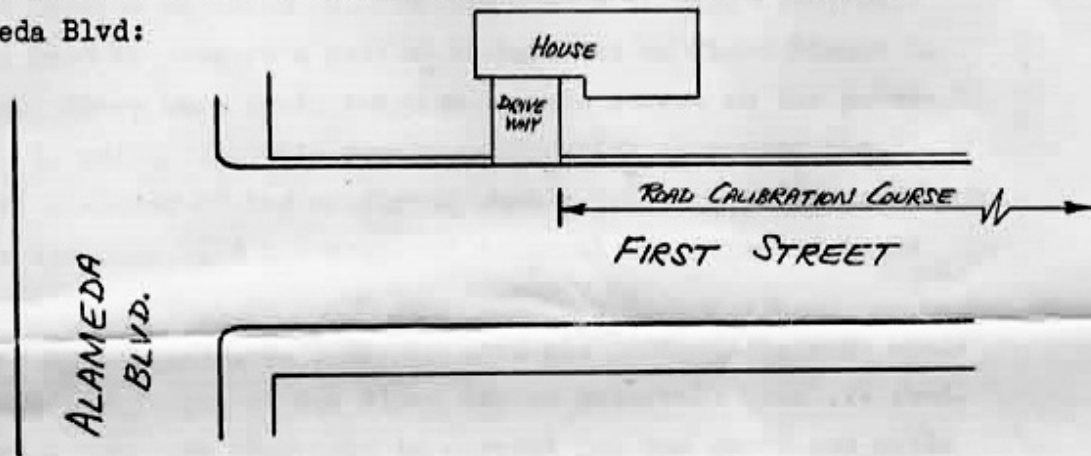 eda Blvd:
HOUSE
DRIVE
WAY
ROAD CALIBRATION COURSE
FIRST STREET
ALAMEDA
BLVD.